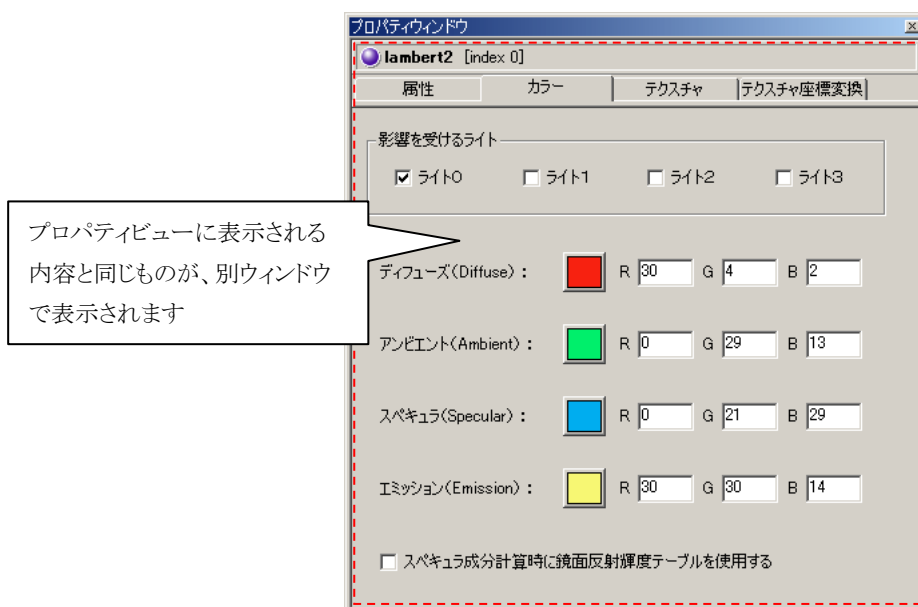 プロパティウィンドウ
lambert2 [index 0]
属性 カラー テクスチャ テクスチャ座標変換
影響を受けるライト
ライト0 ライト1 ライト2 ライト3
プロパティビューに表示される
内容と同じものが、別ウィンドウ
で表示されます
ディフューズ(Diffuse): R 30 G 4 B 2
アンビエント(Ambient): R 0 G 29 B 13
スペキュラ(Specular): R 0 G 21 B 29
エミッション(Emission): R 30 G 30 B 14
スペキュラ成分計算時に鏡面反射輝度テーブルを使用する